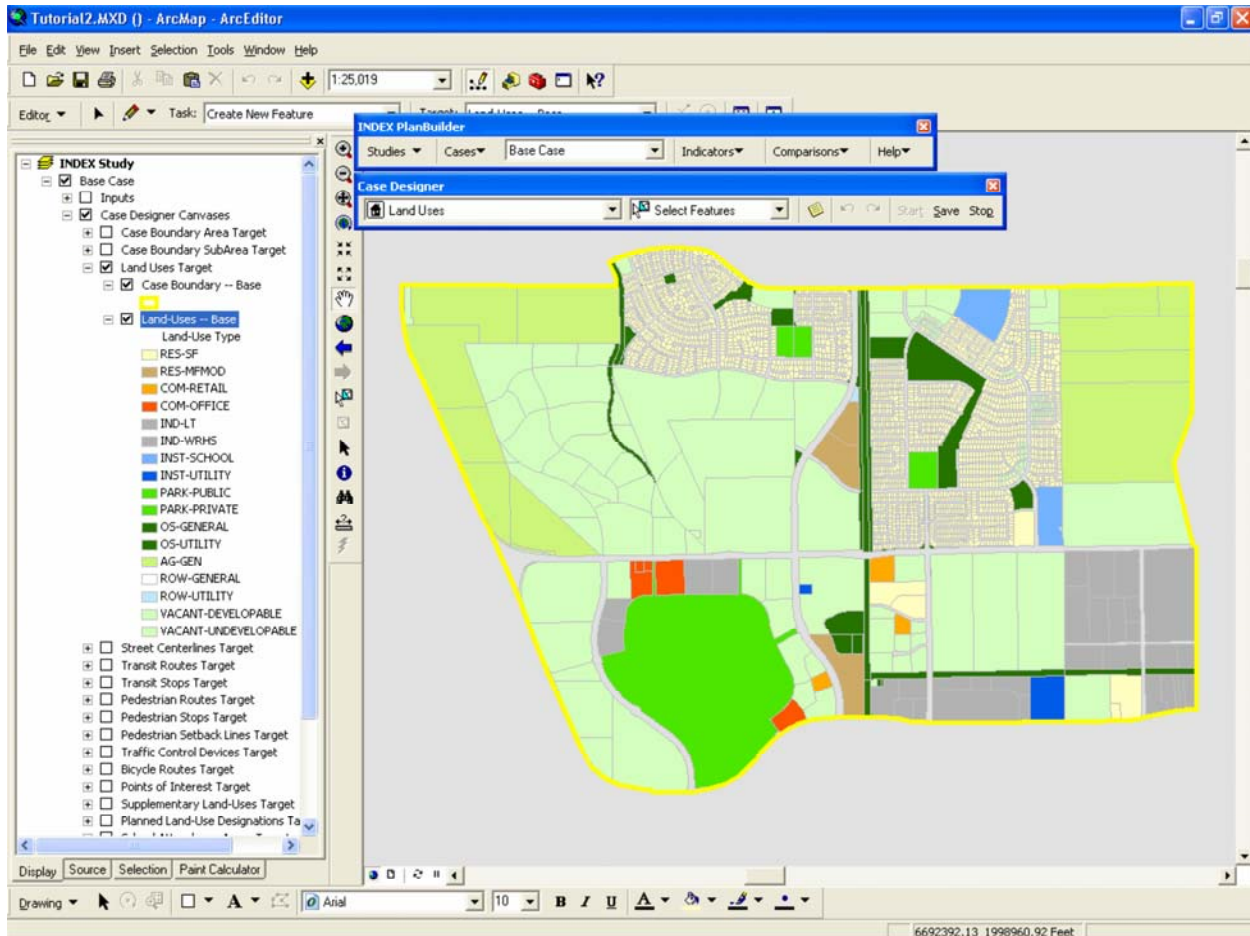 Tutorial2.MXD () - ArcMap - ArcEditor
File Edit View Insert Selection Tools Window Help
1:25,019
Editor Task: Create New Feature Target: Land-Uses -- Base
INDEX PlanBuilder
Studies Cases Base Case Indicators Comparisons Help
Case Designer
Land Uses Select Features Start Save Stop
INDEX Study
Base Case
Inputs
Case Designer Canvases
Case Boundary Area Target
Case Boundary SubArea Target
Land Uses Target
Case Boundary -- Base
Land-Uses -- Base
Land-Use Type
RES-SF
RES-MFMOD
COM-RETAIL
COM-OFFICE
IND-LT
IND-WRHS
INST-SCHOOL
INST-UTILITY
PARK-PUBLIC
PARK-PRIVATE
OS-GENERAL
OS-UTILITY
AG-GEN
ROW-GENERAL
ROW-UTILITY
VACANT-DEVELOPABLE
VACANT-UNDEVELOPABLE
Street Centerlines Target
Transit Routes Target
Transit Stops Target
Pedestrian Routes Target
Pedestrian Stops Target
Pedestrian Setback Lines Target
Traffic Control Devices Target
Bicycle Routes Target
Points of Interest Target
Supplementary Land-Uses Target
Planned Land-Use Designations Ta
Display Source Selection Paint Calculator
Drawing A Arial 10 B I U A
6692392.13 1998960.92 Feet